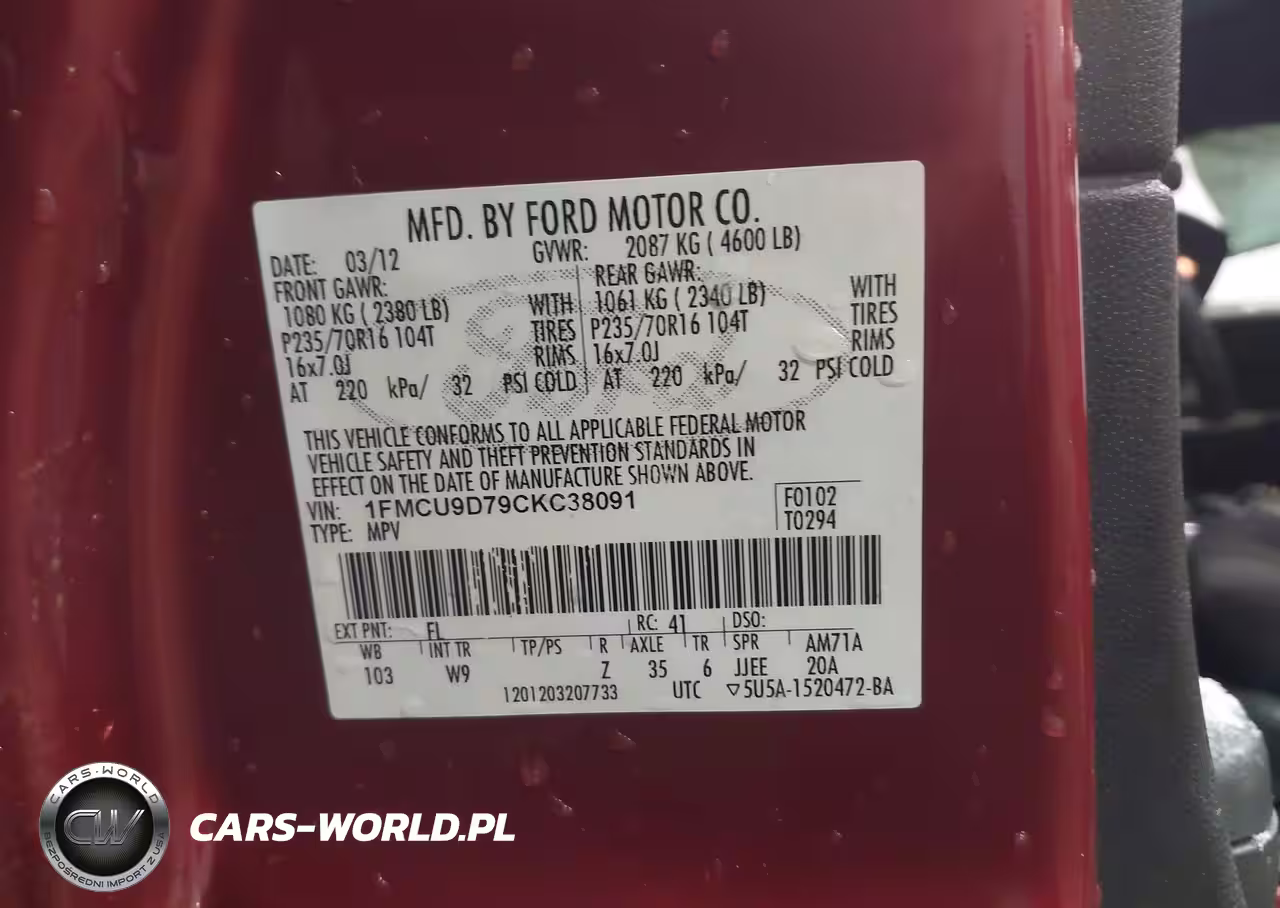 MFD. BY FORD MOTOR CO.
DATE: 03/12
GVWR: 2087 KG ( 4600 LB)
FRONT GAWR:
1080 KG ( 2380 LB)
P235/70R16 104T
16x7.0J
WITH
TIRES
RIMS
AT 220 kPa/ 32 PSI COLD
REAR GAWR:
1061 KG ( 2340 LB)
P235/70R16 104T
16x7.0J
WITH
TIRES
RIMS
AT 220 kPa/ 32 PSI COLD
THIS VEHICLE CONFORMS TO ALL APPLICABLE FEDERAL MOTOR
VEHICLE SAFETY AND THEFT PREVENTION STANDARDS IN
EFFECT ON THE DATE OF MANUFACTURE SHOWN ABOVE.
VIN: 1FMCU9D79CKC38091
TYPE: MPV
F0102
T0294
EXT PNT: FL RC: 41 DSO:
WB INT TR TP/PS R AXLE TR SPR AM71A
103 W9 Z 35 6 JJEE 20A
1201203207733 UTC ▽5U5A-1520472-BA
CARS-WORLD
CW
BEZPOŚREDNI IMPORT Z USA
CARS-WORLD.PL